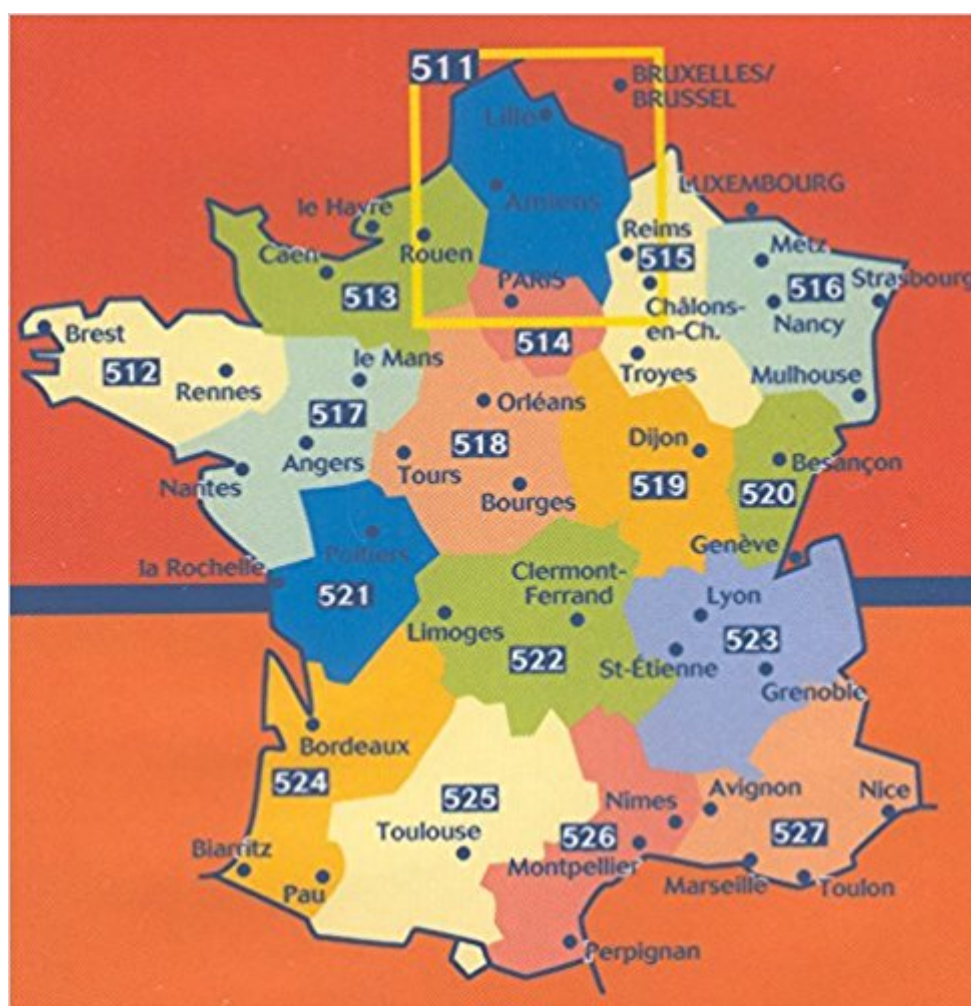 511
BRUXELLES/
BRUSSEL
Lille
Amiens
LUXEMBOURG
le Havre
Rouen
Caen
513
Reims
515
Metz
516
Strasbourg
Nancy
PARIS
514
Châlons-
en-Ch.
Troyes
Mulhouse
Brest
512
Rennes
le Mans
517
Angers
Nantes
Orléans
518
Tours
Bourges
Dijon
519
Besançon
520
Genève
Poitiers
la Rochelle
521
Limoges
Clermont-
Ferrand
522
Lyon
523
St-Étienne
Grenoble
Bordeaux
524
Biarritz
Pau
525
Toulouse
Nîmes
526
Montpellier
Perpignan
Avignon
527
Nice
Marseille
Toulon